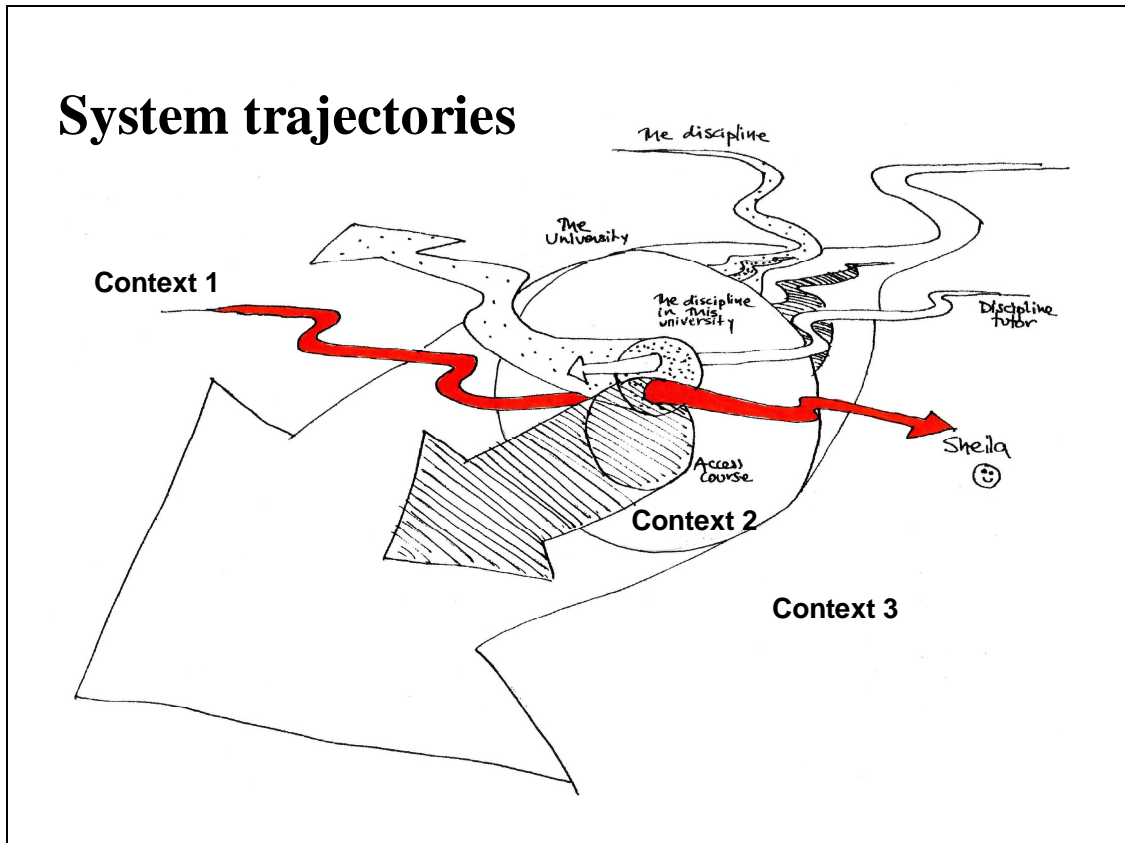 System trajectories
The discipline
The
University
Context 1
The discipline
in this
university
Discipline
tutor
Sheila
Access
course
Context 2
Context 3